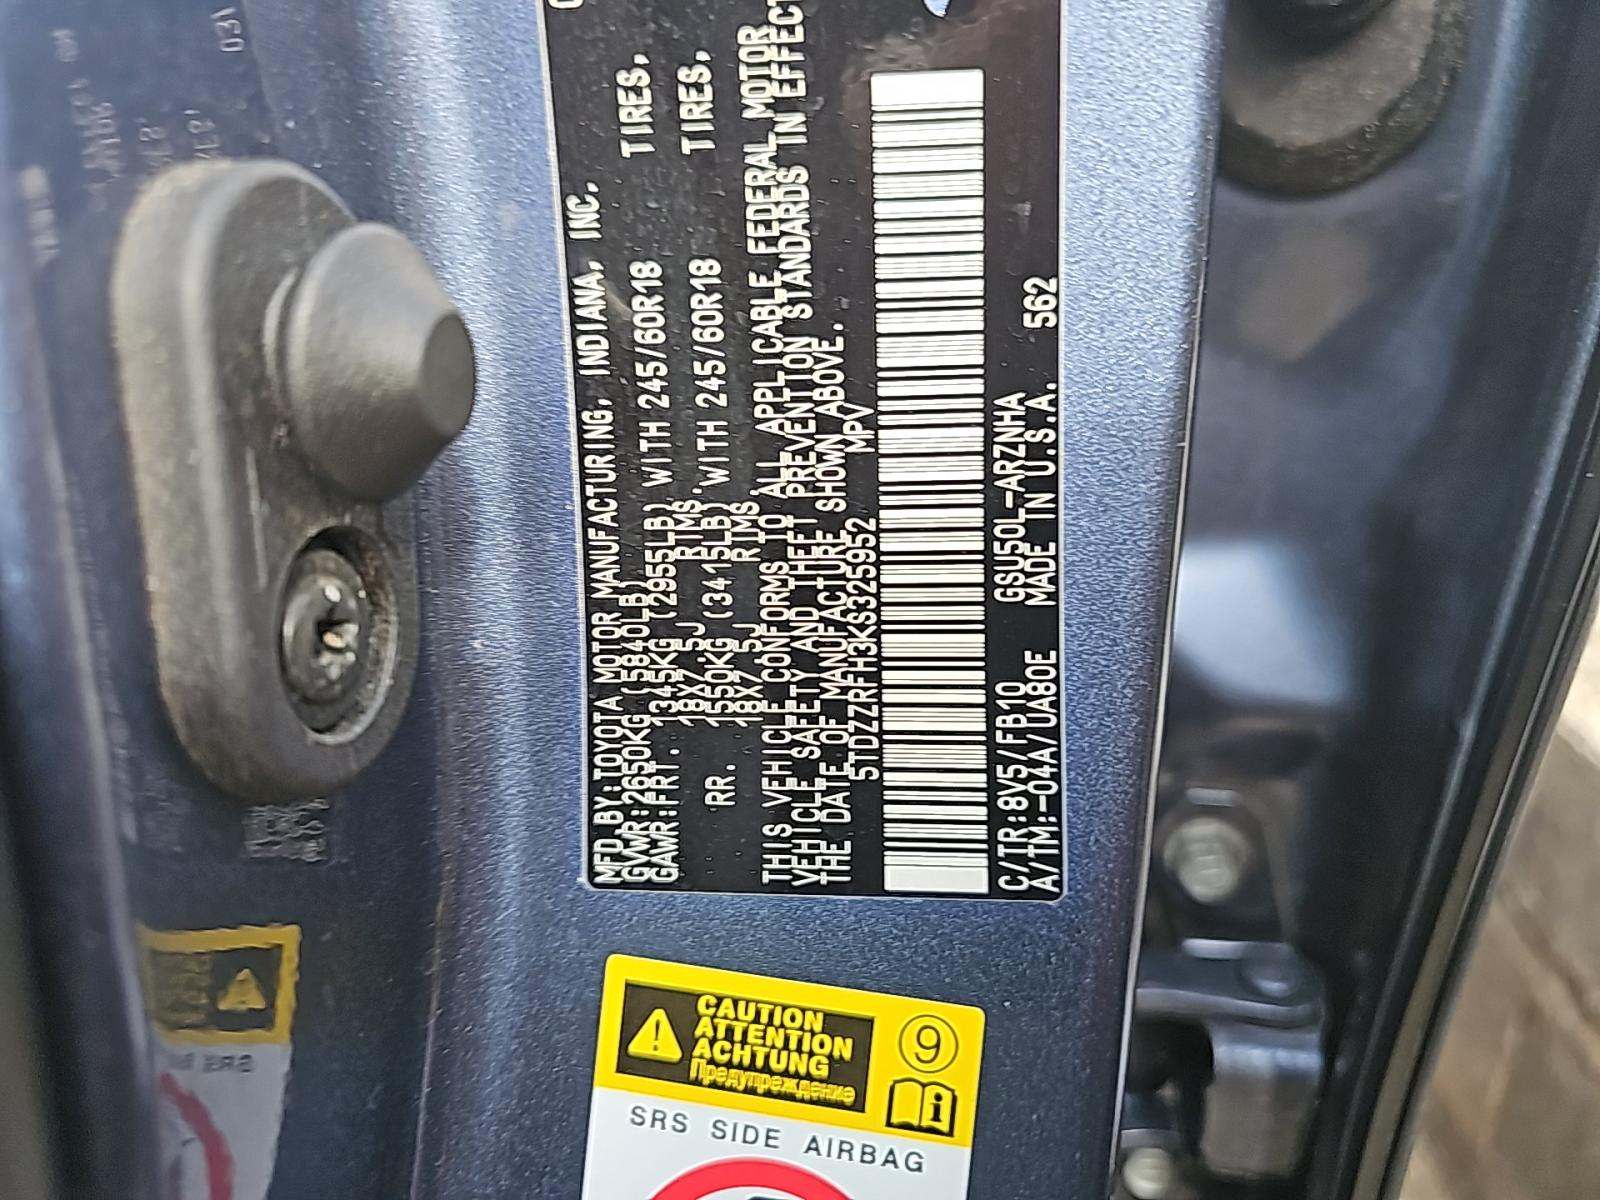 MFD.BY:TOYOTA MOTOR MANUFACTURING, INDIANA, INC.
GVWR:2650KG(5840LB)
GAWR:FRT. 1345KG (2955LB) WITH 245/60R18 TIRES,
18X7.5J RIMS.
RR. 1550KG (3415LB) WITH 245/60R18 TIRES,
18X7.5J RIMS.
THIS VEHICLE CONFORMS TO ALL APPLICABLE FEDERAL MOTOR
VEHICLE SAFETY AND THEFT PREVENTION STANDARDS IN EFFECT
THE DATE OF MANUFACTURE SHOWN ABOVE.
5TDZZRFH3KS325952 MPV
C/TR:8V5/FB10 GSU50L-ARZNHA
A/TM:-04A/UA80E MADE IN U.S.A. 562
CAUTION
ATTENTION
ACHTUNG
Предупреждение
9
i
SRS SIDE AIRBAG